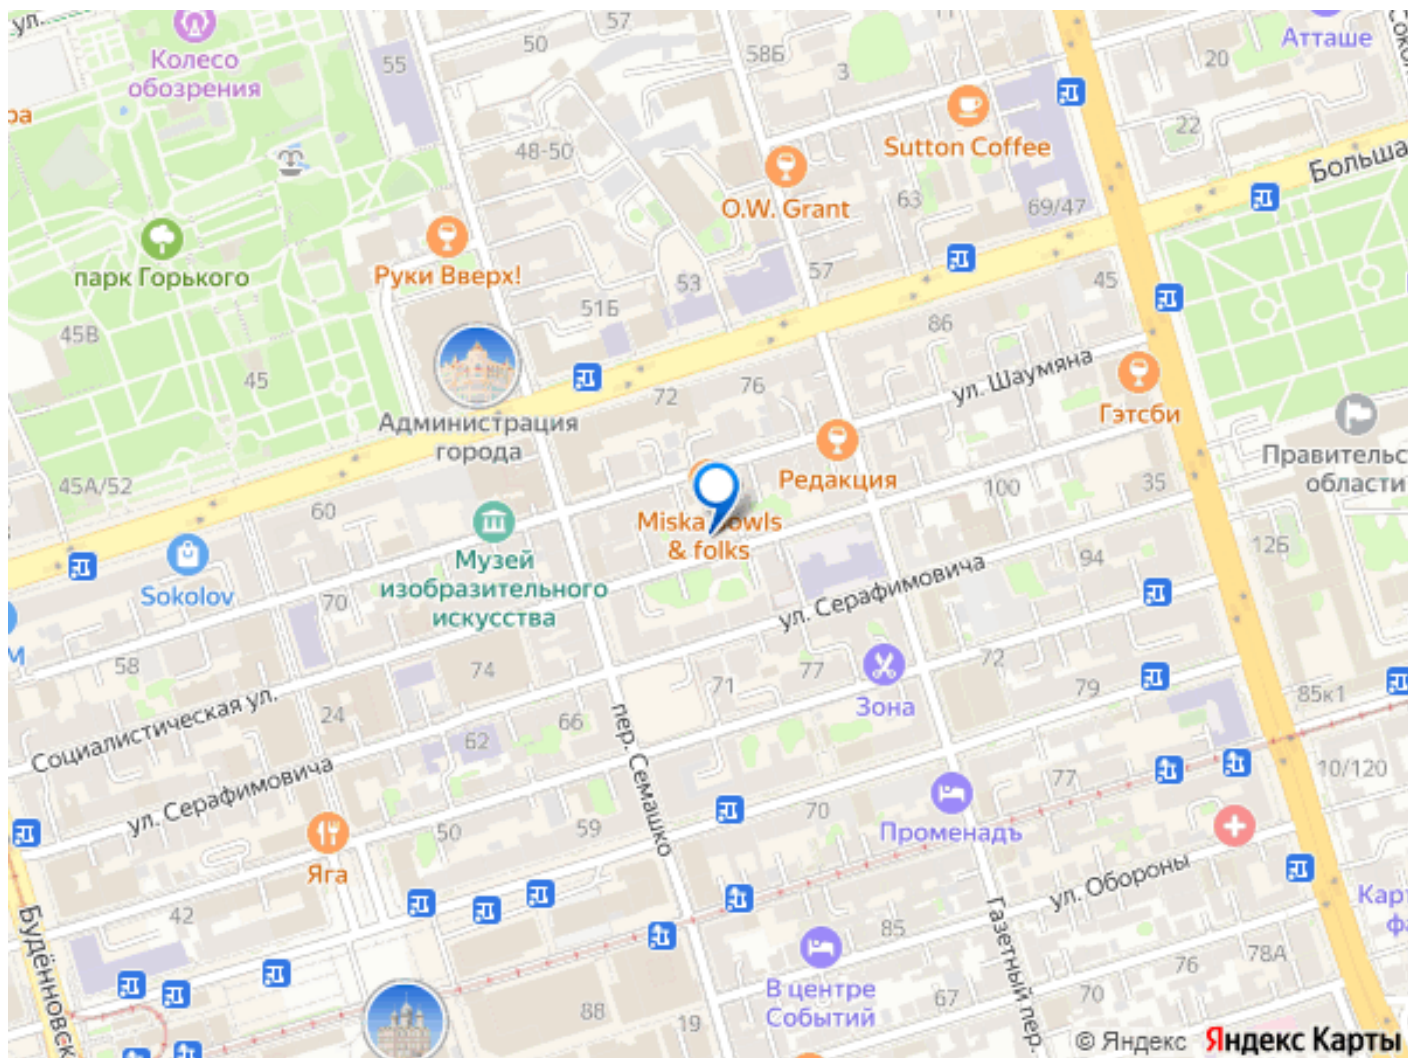 ул.
Колесо
обозрения
55
50
57
58Б
3
11
Атташе
20
22
ра
48-50
Sutton Coffee
O.W. Grant
63
69/47
Большая
парк Горького
Руки Вверх!
45В
45
51Б
53
57
86
45
ул. Шаумяна
Гэтсби
Администрация
города
72
76
Редакция
Правительс
области
45А/52
60
Miska
owls
& folks
100
35
12Б
Музей
изобразительного
искусства
Sokolov
М
70
58
74
ул. Серафимовича
94
77
71
72
Зона
79
85к1
Социалистическая ул.
24
66
62
пер. Семашко
ул. Серафимовича
50
59
70
77
10/120
Променадъ
Яга
42
ул. Обороны
Карт
ф
85
Газетный пер.
78А
76
70
67
В центре
Событий
88
19
Будённовск
© Яндекс
Яндекс Карты